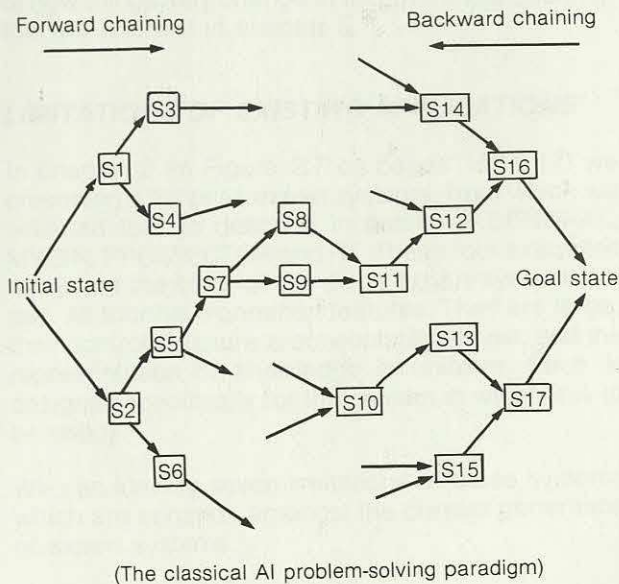 Forward chaining
Backward chaining
S3
S14
S1
S16
S4
S8
S12
S7
S9
S11
Initial state
Goal state
S5
S13
S2
S10
S17
S6
S15
(The classical AI problem-solving paradigm)